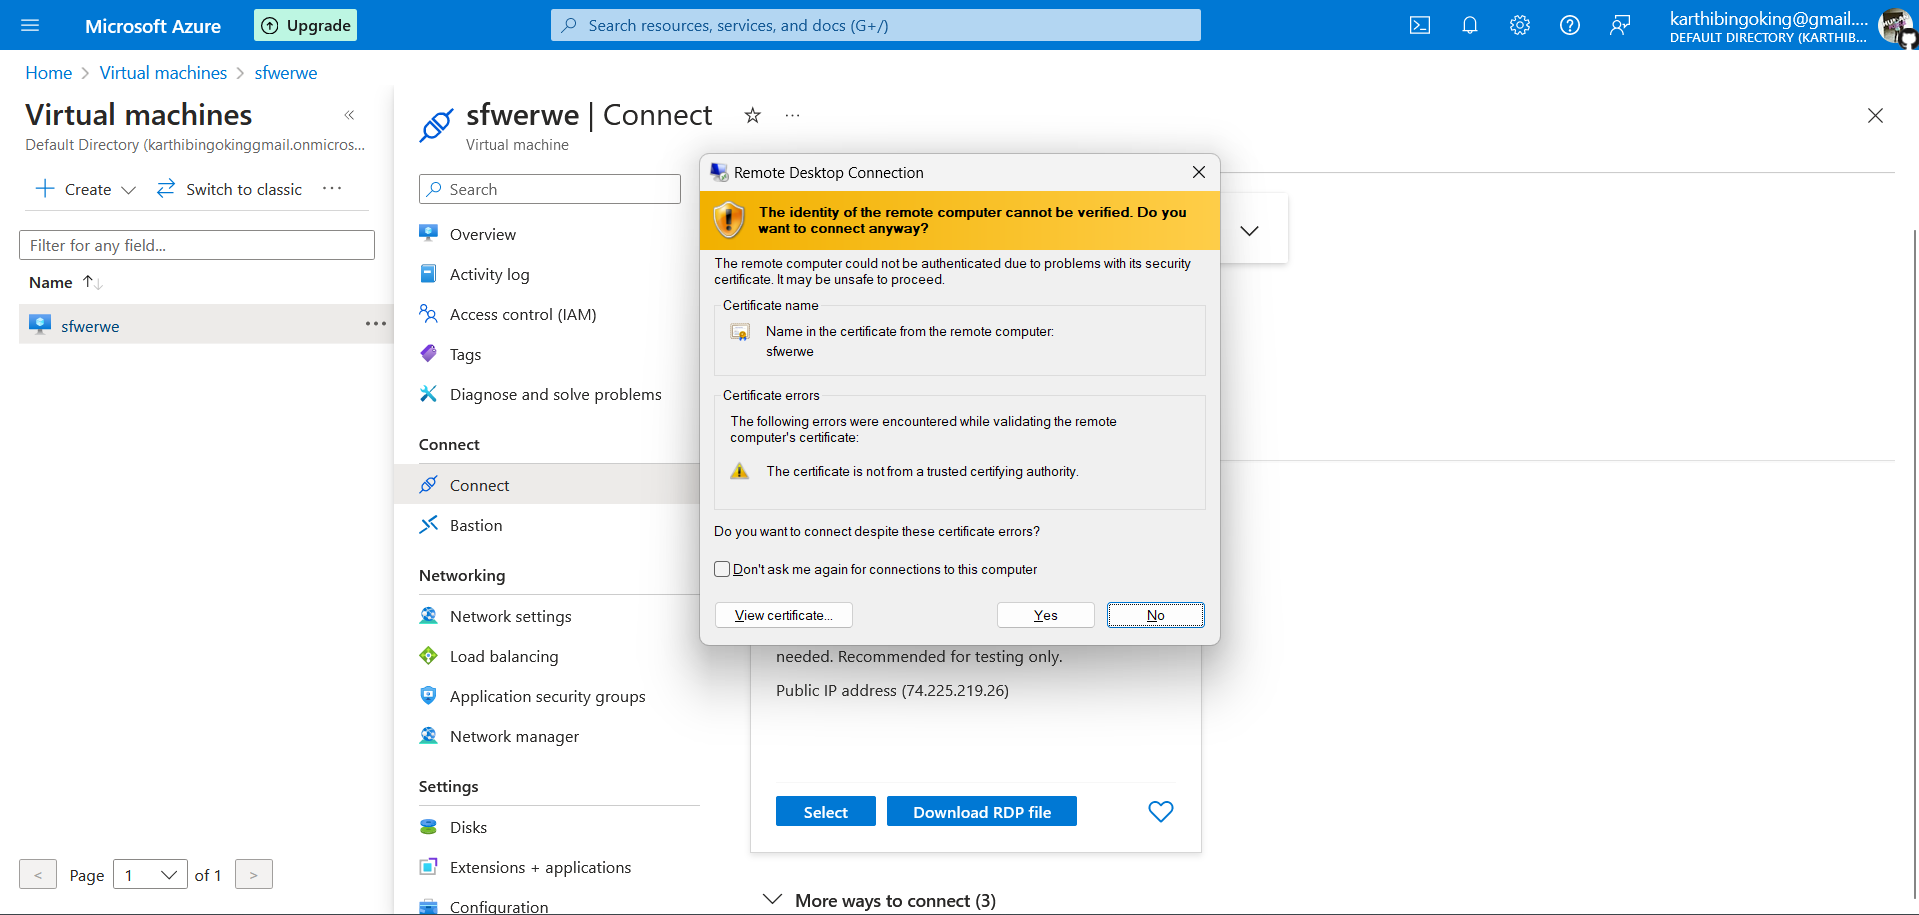 Microsoft Azure
Upgrade
Search resources, services, and docs (G+/)
karthibingoking@gmail....
DEFAULT DIRECTORY (KARTHIB...
Home > Virtual machines > sfwerwe
Virtual machines
Default Directory (karthibingokinggmail.onmicros...
Create
Switch to classic
Filter for any field...
Name
sfwerwe
< Page 1 of 1 >
sfwerwe | Connect
Virtual machine
Search
Overview
Activity log
Access control (IAM)
Tags
Diagnose and solve problems
Connect
Connect
Bastion
Networking
Network settings
Load balancing
Application security groups
Network manager
Settings
Disks
Extensions + applications
Configuration
Remote Desktop Connection
The identity of the remote computer cannot be verified. Do you
want to connect anyway?
The remote computer could not be authenticated due to problems with its security
certificate. It may be unsafe to proceed.
Certificate name
Name in the certificate from the remote computer:
sfwerwe
Certificate errors
The following errors were encountered while validating the remote
computer's certificate:
The certificate is not from a trusted certifying authority.
Do you want to connect despite these certificate errors?
Don't ask me again for connections to this computer
View certificate...
Yes
No
needed. Recommended for testing only.
Public IP address (74.225.219.26)
Select
Download RDP file
More ways to connect (3)